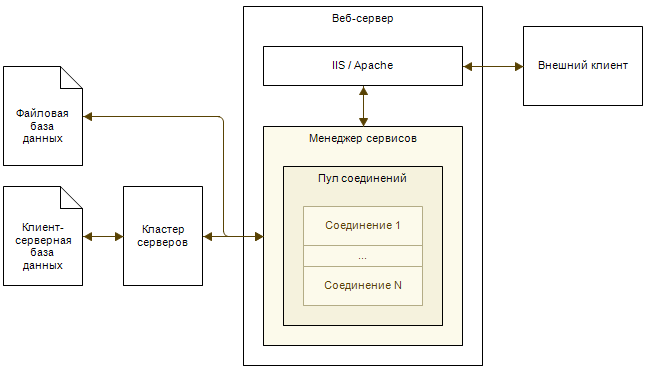 Веб-сервер
IIS / Apache
Внешний клиент
Файловая
база
данных
Менеджер сервисов
Пул соединений
Клиент-
серверная
база
данных
Кластер
серверов
Соединение 1
...
Соединение N